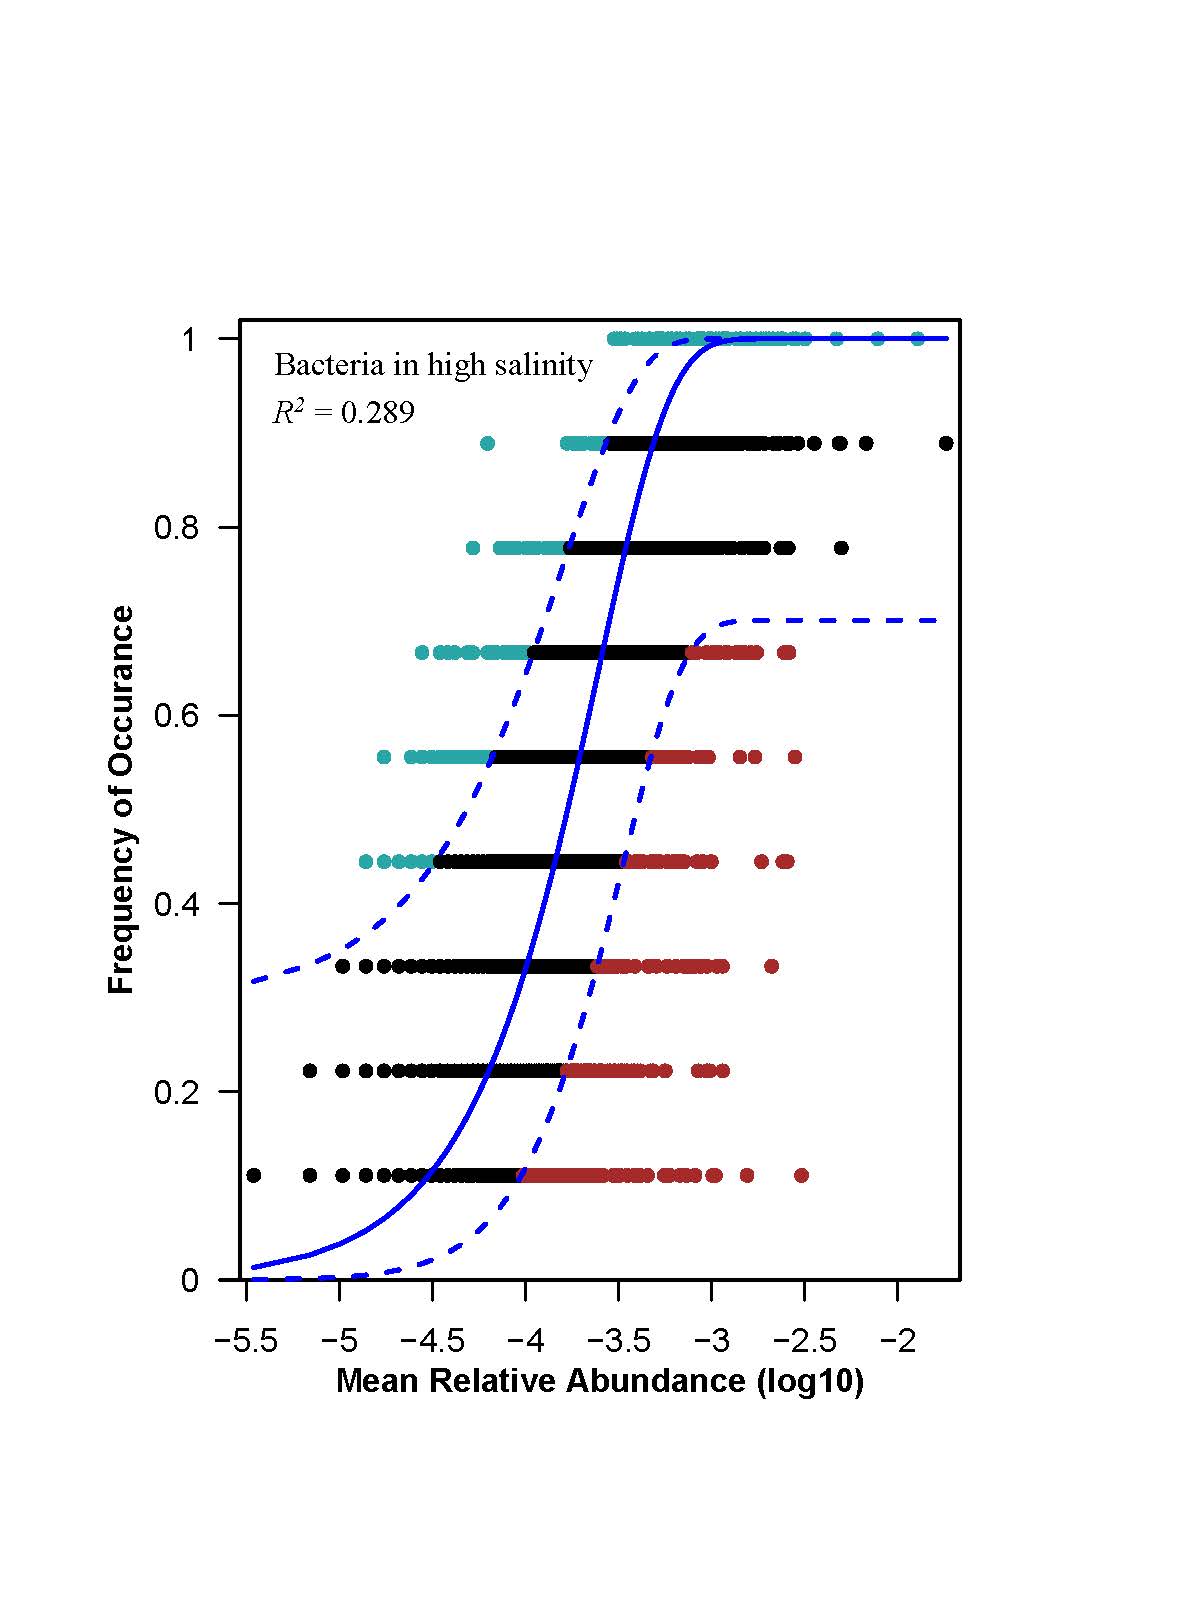 Bacteria in high salinity
R² = 0.289
1
0.8
0.6
0.4
0.2
0
Frequency of Occurance
−5.5 −5 −4.5 −4 −3.5 −3 −2.5 −2
Mean Relative Abundance (log10)